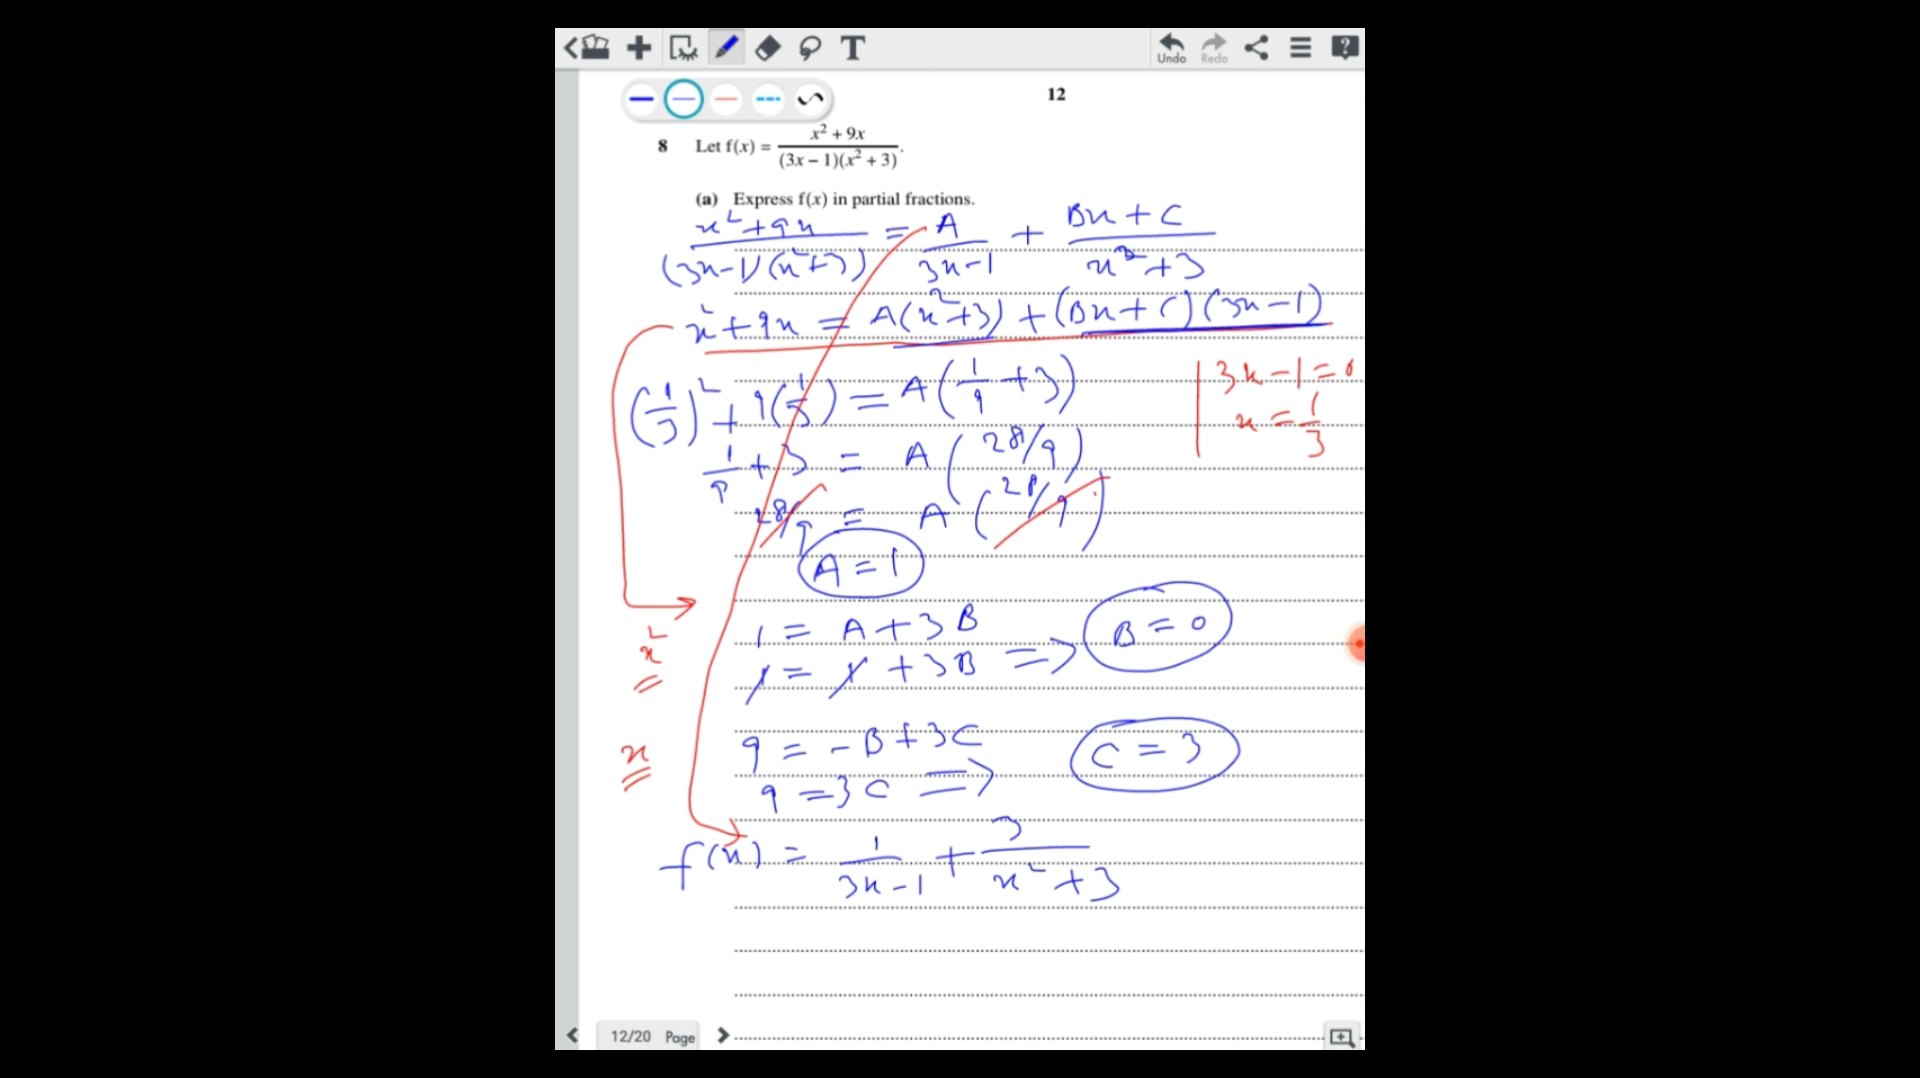 T
Undo
Redo
12
8 Let f(x) = (x² + 9x)/((3x – 1)(x² + 3)).
(a) Express f(x) in partial fractions.
(x² + 9x)/((3x-1)(x²+3)) = A/(3x-1) + (Bx + C)/(x² + 3)
x² + 9x = A(x²+3) + (Bx + C)(3x-1)
3x-1=0
(1/3)² + 9(1/3) = A(1/9 + 3)
x = 1/3
1/9 + 3 = A(28/9)
28/9 = A(28/9)
A = 1
x²
1 = A + 3B
B = 0
1 = 1 + 3B =>
x
9 = -B + 3C
C = 3
9 = 3C =>
f(x) = 1/(3x-1) + 3/(x² + 3)
12/20 Page